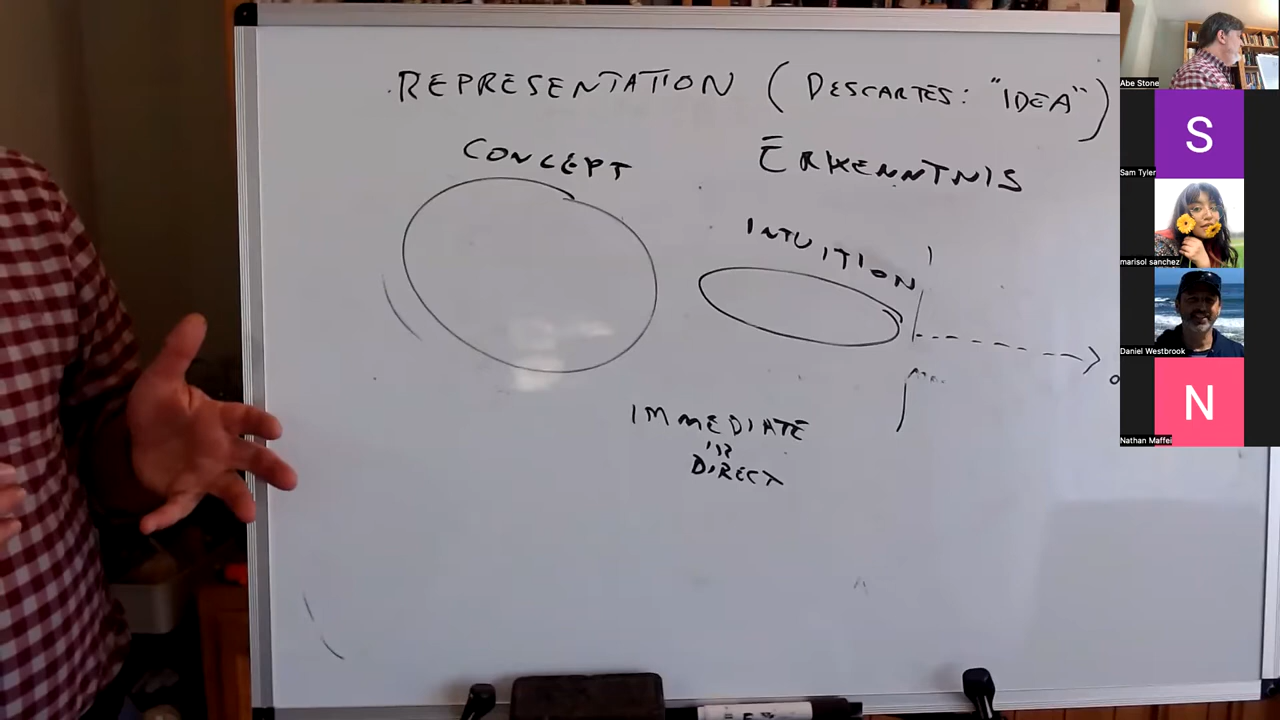 REPRESENTATION (DESCARTES: "IDEA")
CONCEPT
ERKENNTNIS
INTUITION
IMMEDIATE
DIRECT
Abe Stone
S
Sam Tyler
marisol sanchez
Daniel Westbrook
N
Nathan Maffei